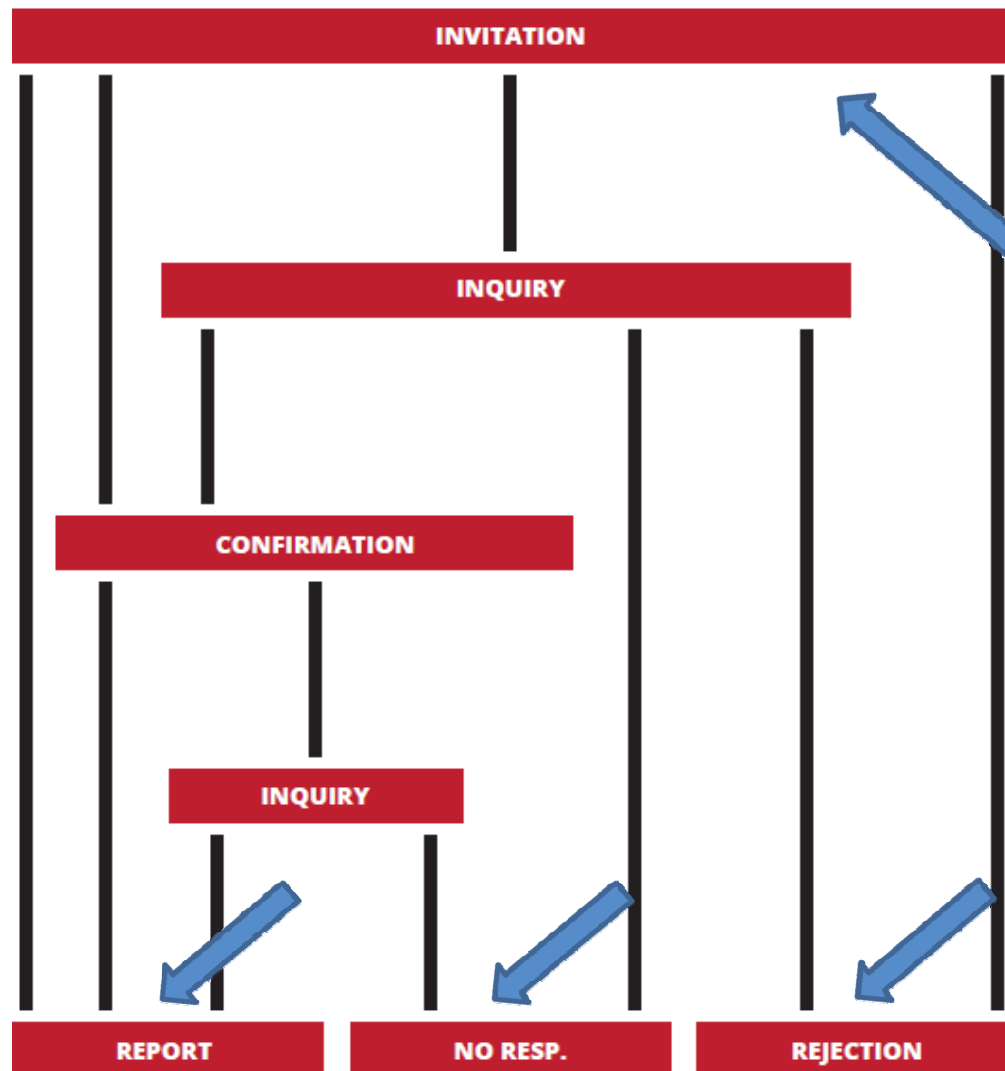 INVITATION
INQUIRY
CONFIRMATION
INQUIRY
REPORT
NO RESP.
REJECTION